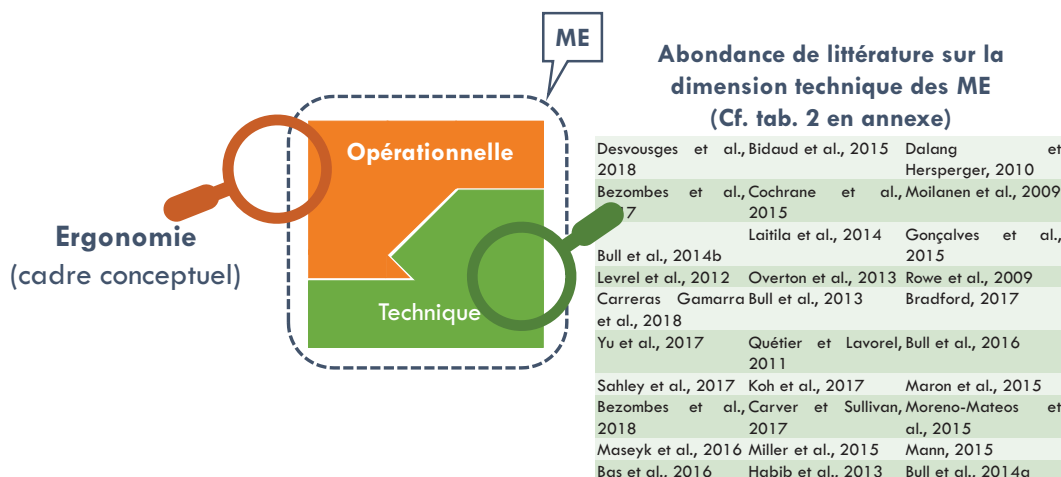 ME
Abondance de littérature sur la
dimension technique des ME
(Cf. tab. 2 en annexe)
Opérationnelle
Technique
Ergonomie
(cadre conceptuel)
Desvousges et al., Bidaud et al., 2015 Dalang et
2018 Hersperger, 2010
Bezombes et al., Cochrane et al., Moilanen et al., 2009
2015
Laitila et al., 2014 Gonçalves et al.,
Bull et al., 2014b 2015
Levrel et al., 2012 Overton et al., 2013 Rowe et al., 2009
Carreras Gamarra Bull et al., 2013 Bradford, 2017
et al., 2018
Yu et al., 2017 Quétier et Lavorel, Bull et al., 2016
2011
Sahley et al., 2017 Koh et al., 2017 Maron et al., 2015
Bezombes et al., Carver et Sullivan, Moreno-Mateos et
2018 2017 al., 2015
Maseyk et al., 2016 Miller et al., 2015 Mann, 2015
Bas et al., 2016 Habib et al., 2013 Bull et al., 2014a